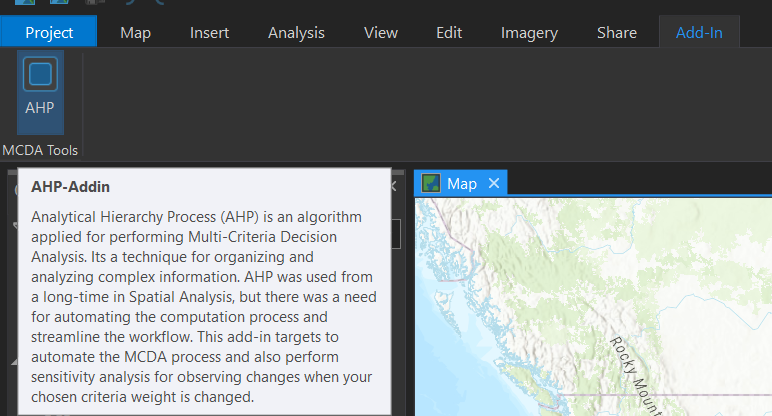 Project Map Insert Analysis View Edit Imagery Share Add-In
AHP
MCDA Tools
AHP-Addin
Analytical Hierarchy Process (AHP) is an algorithm
applied for performing Multi-Criteria Decision
Analysis. Its a technique for organizing and
analyzing complex information. AHP was used from
a long-time in Spatial Analysis, but there was a need
for automating the computation process and
streamline the workflow. This add-in targets to
automate the MCDA process and also perform
sensitivity analysis for observing changes when your
chosen criteria weight is changed.
Map
Rocky